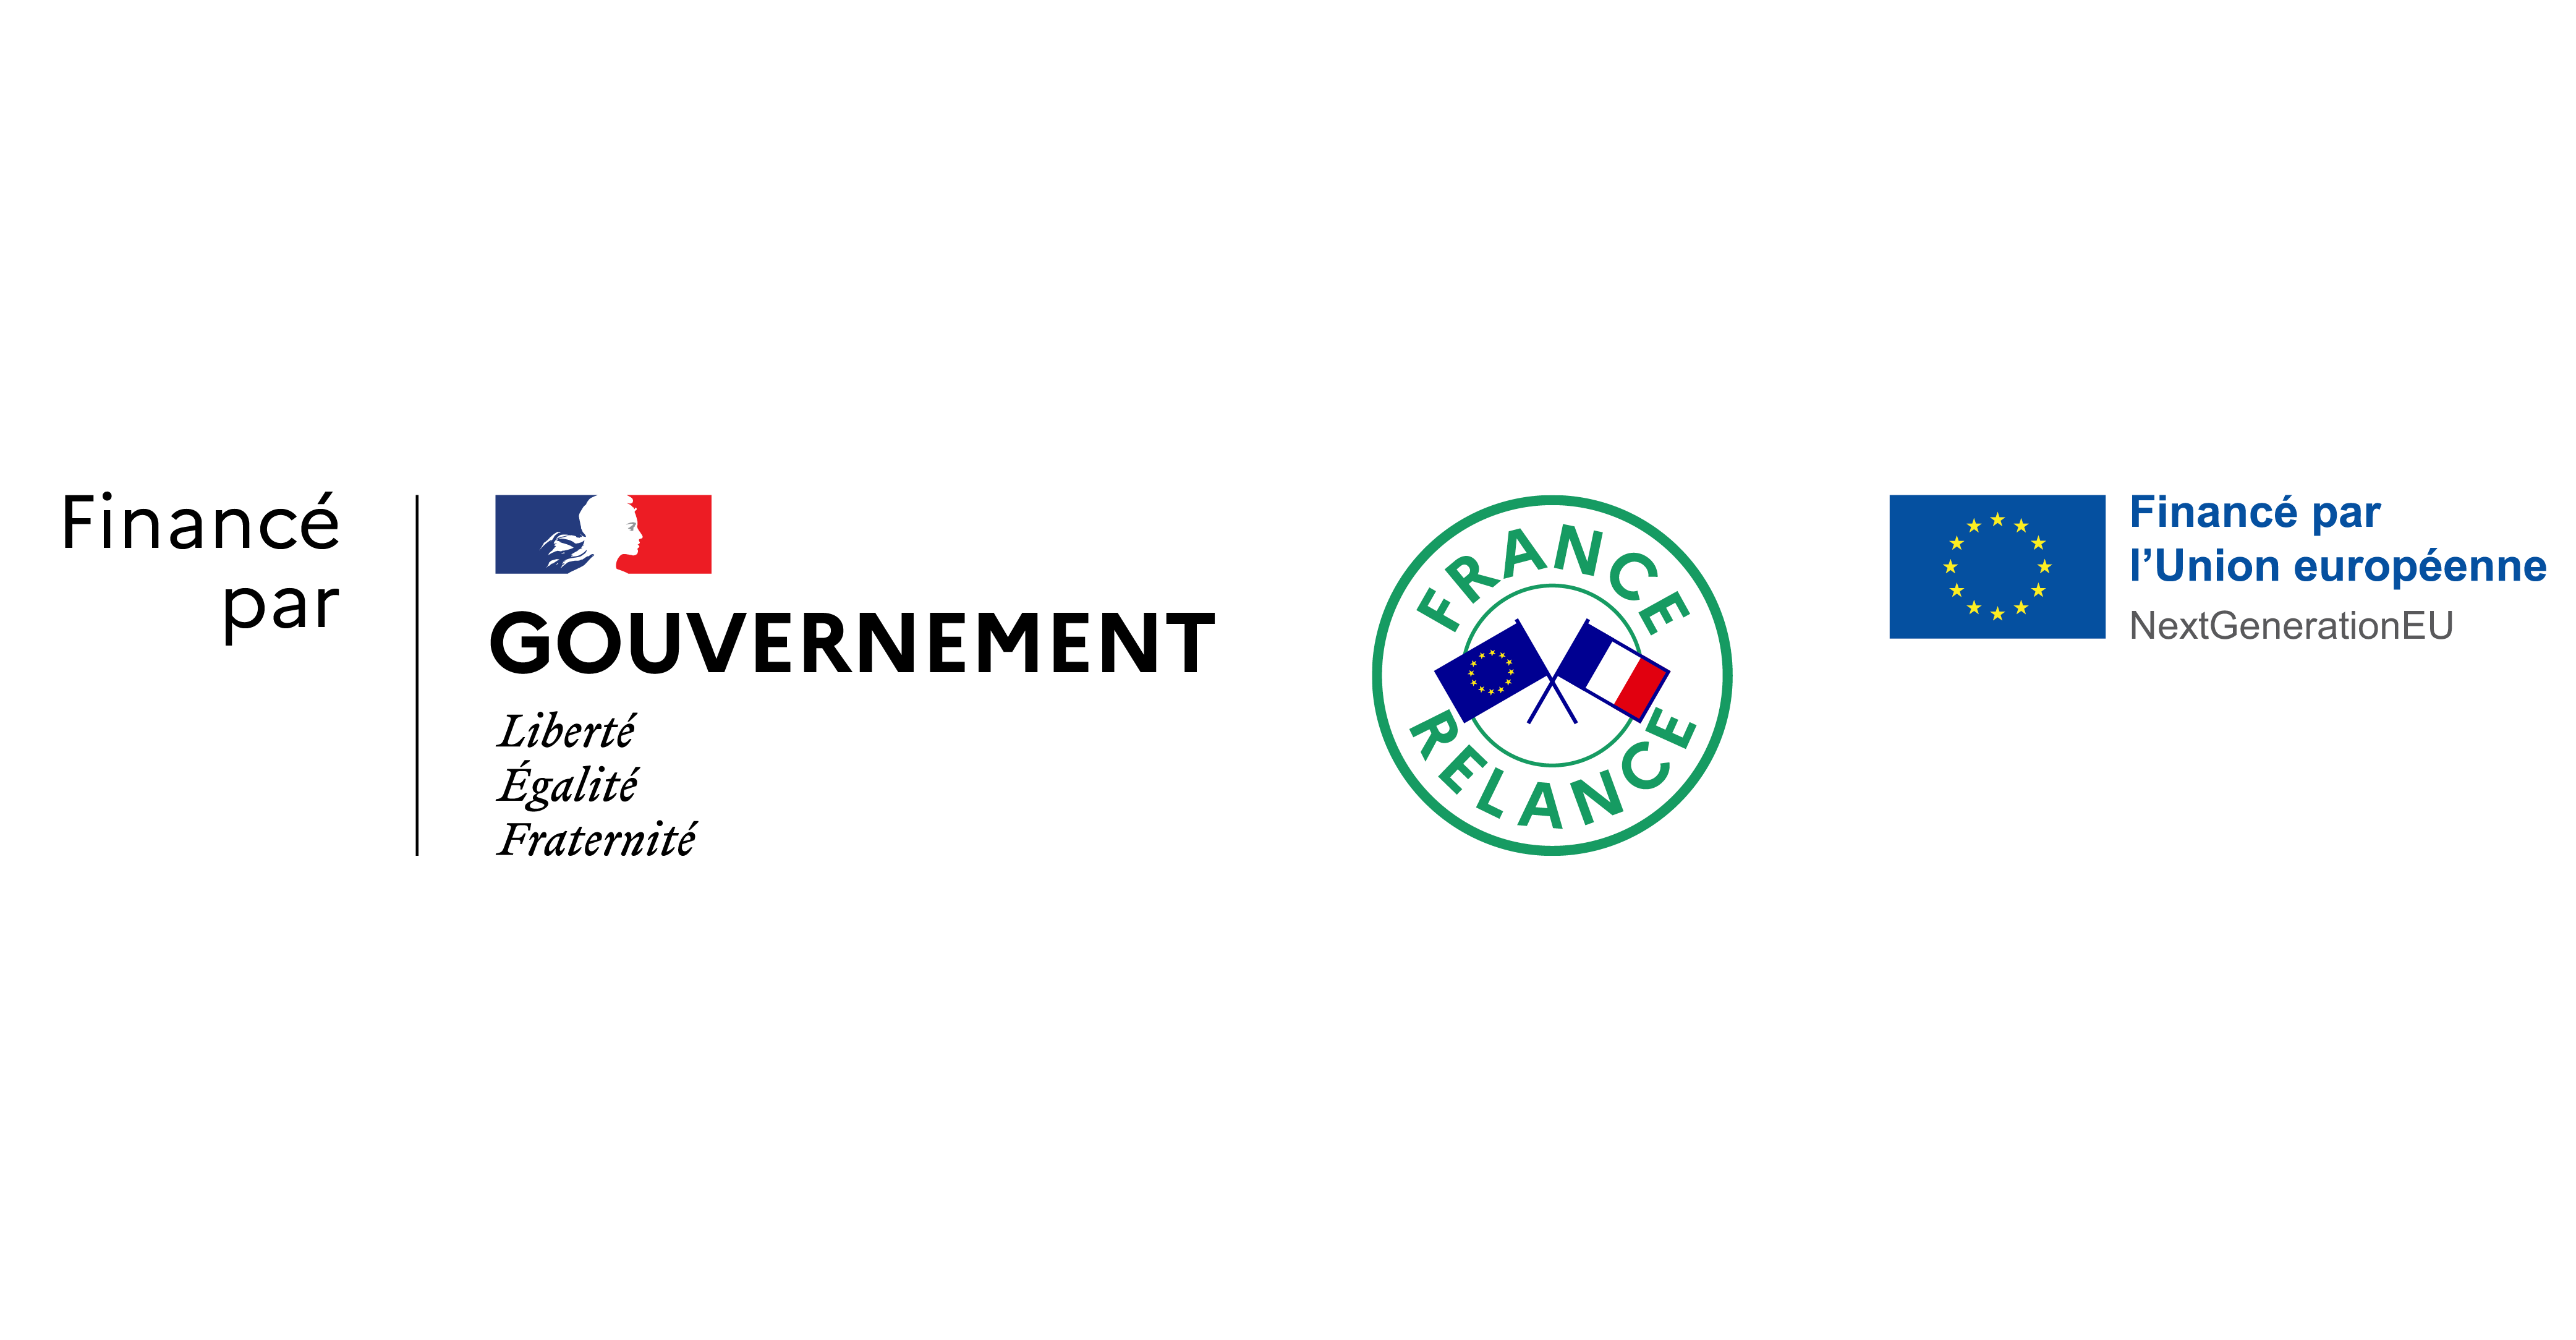 Financé
par
GOUVERNEMENT
Liberté
Égalité
Fraternité
FRANCE
RELANCE
Financé par
l’Union européenne
NextGenerationEU